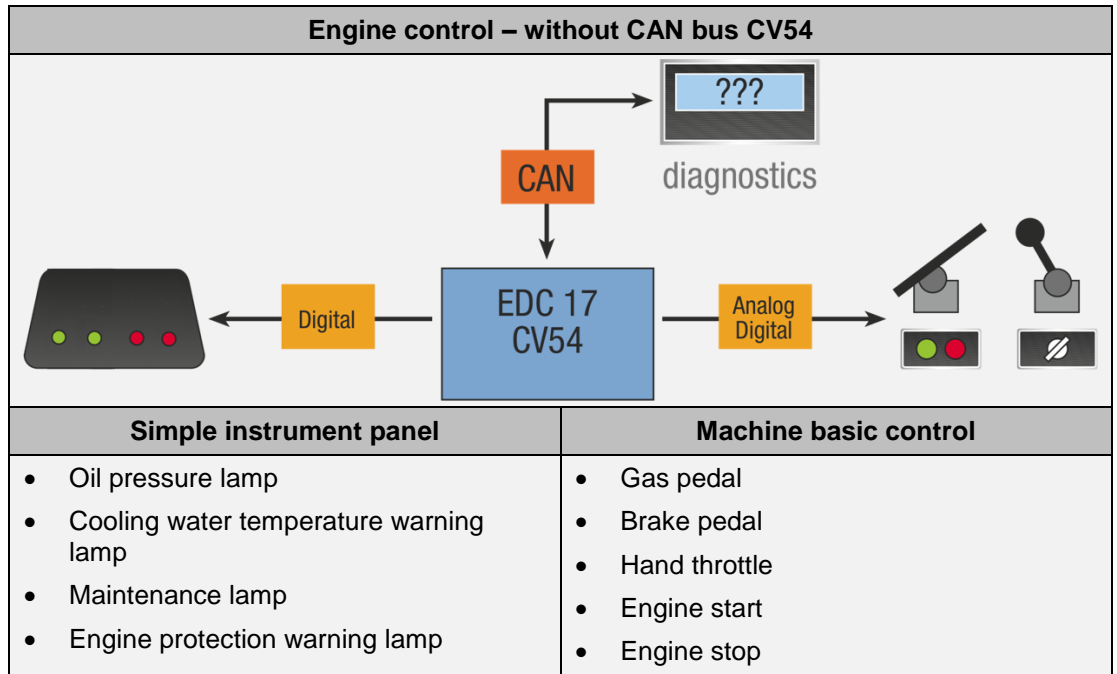 Engine control – without CAN bus CV54
???
diagnostics
CAN
Digital
EDC 17
CV54
Analog
Digital
Simple instrument panel
• Oil pressure lamp
• Cooling water temperature warning
lamp
• Maintenance lamp
• Engine protection warning lamp
Machine basic control
• Gas pedal
• Brake pedal
• Hand throttle
• Engine start
• Engine stop